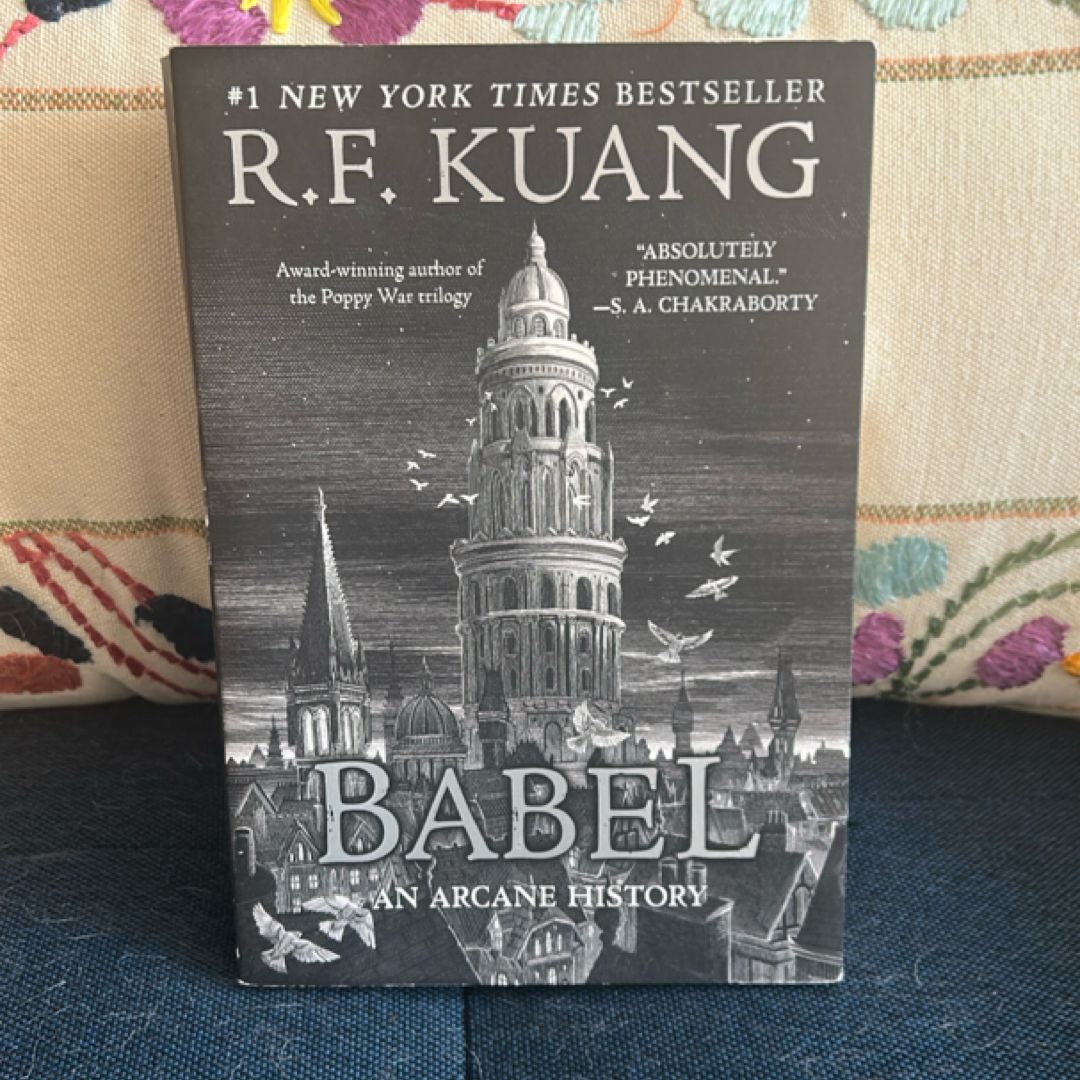 #1 NEW YORK TIMES BESTSELLER
R.F. KUANG
Award-winning author of
the Poppy War trilogy
“ABSOLUTELY
PHENOMENAL.”
—S. A. CHAKRABORTY
BABEL
AN ARCANE HISTORY